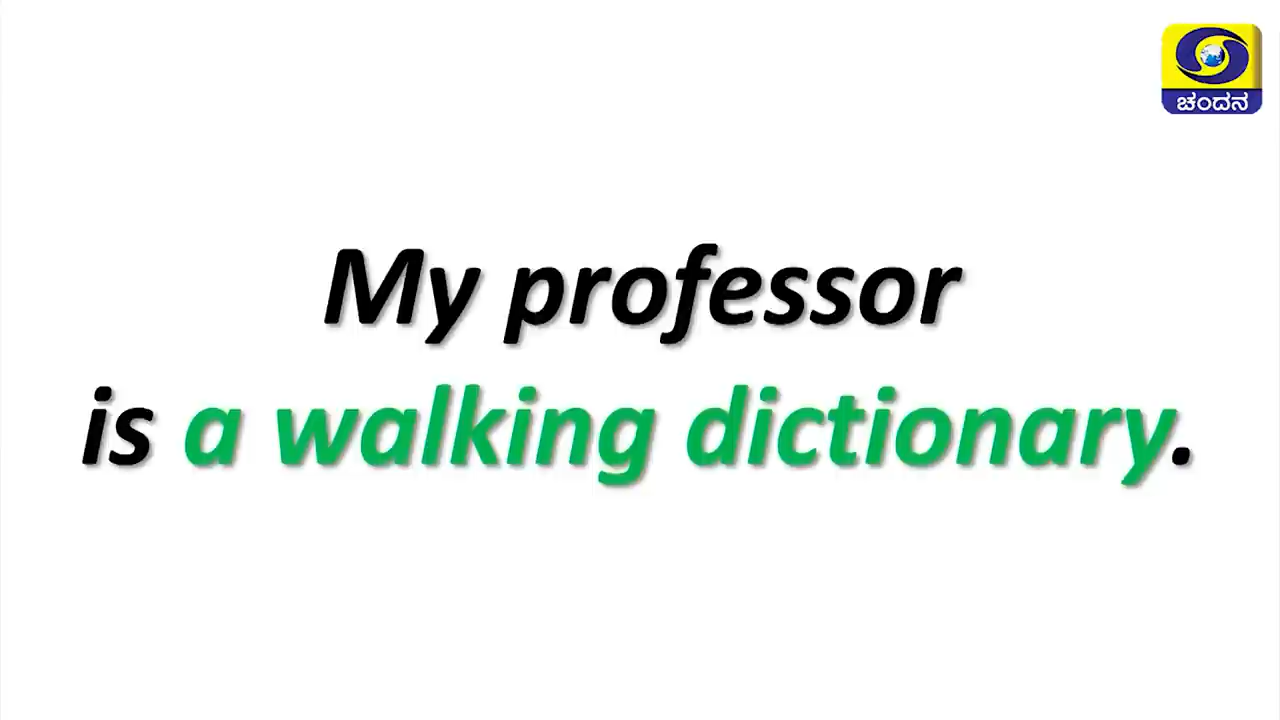 ಚಂದನ
My professor
is a walking dictionary.